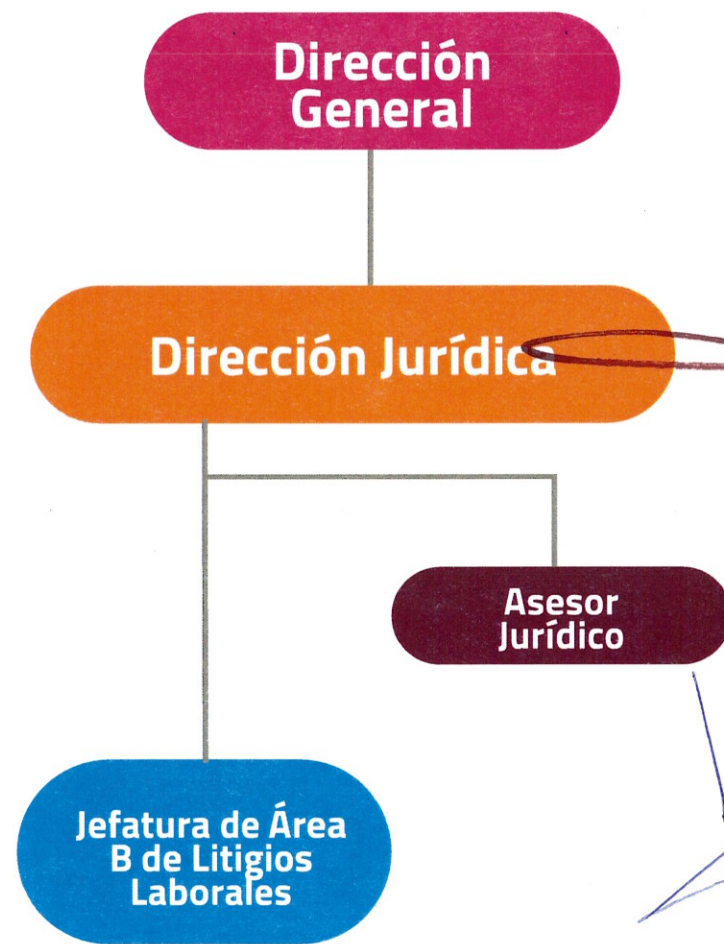 Dirección
General
Dirección Jurídica
Asesor
Jurídico
Jefatura de Área
B de Litigios
Laborales